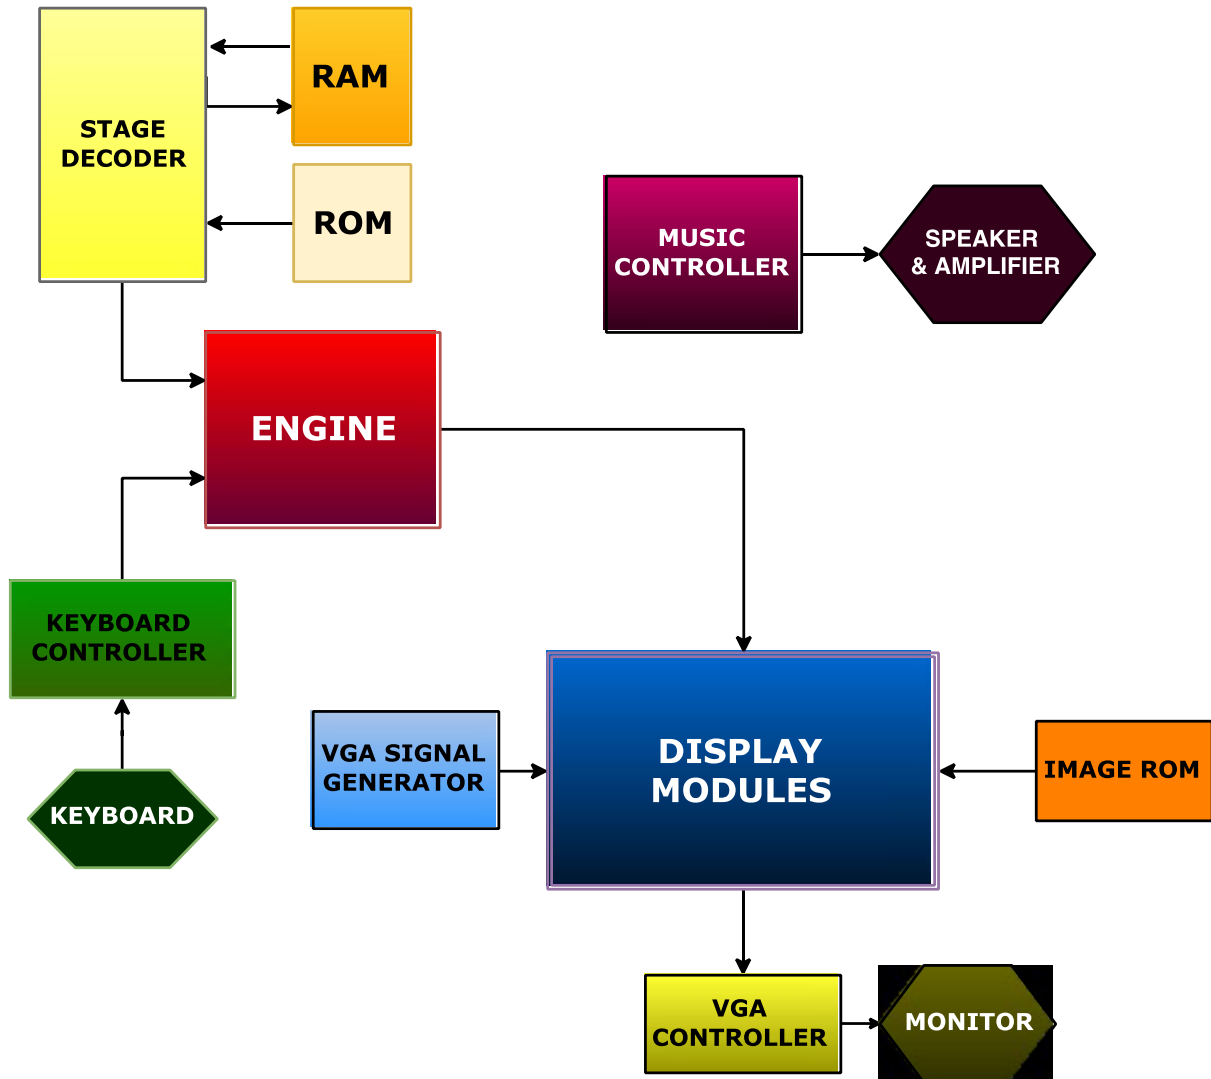 RAM
STAGE
DECODER
ROM
MUSIC
CONTROLLER
SPEAKER
& AMPLIFIER
ENGINE
KEYBOARD
CONTROLLER
VGA SIGNAL
GENERATOR
DISPLAY
MODULES
IMAGE ROM
KEYBOARD
VGA
CONTROLLER
MONITOR